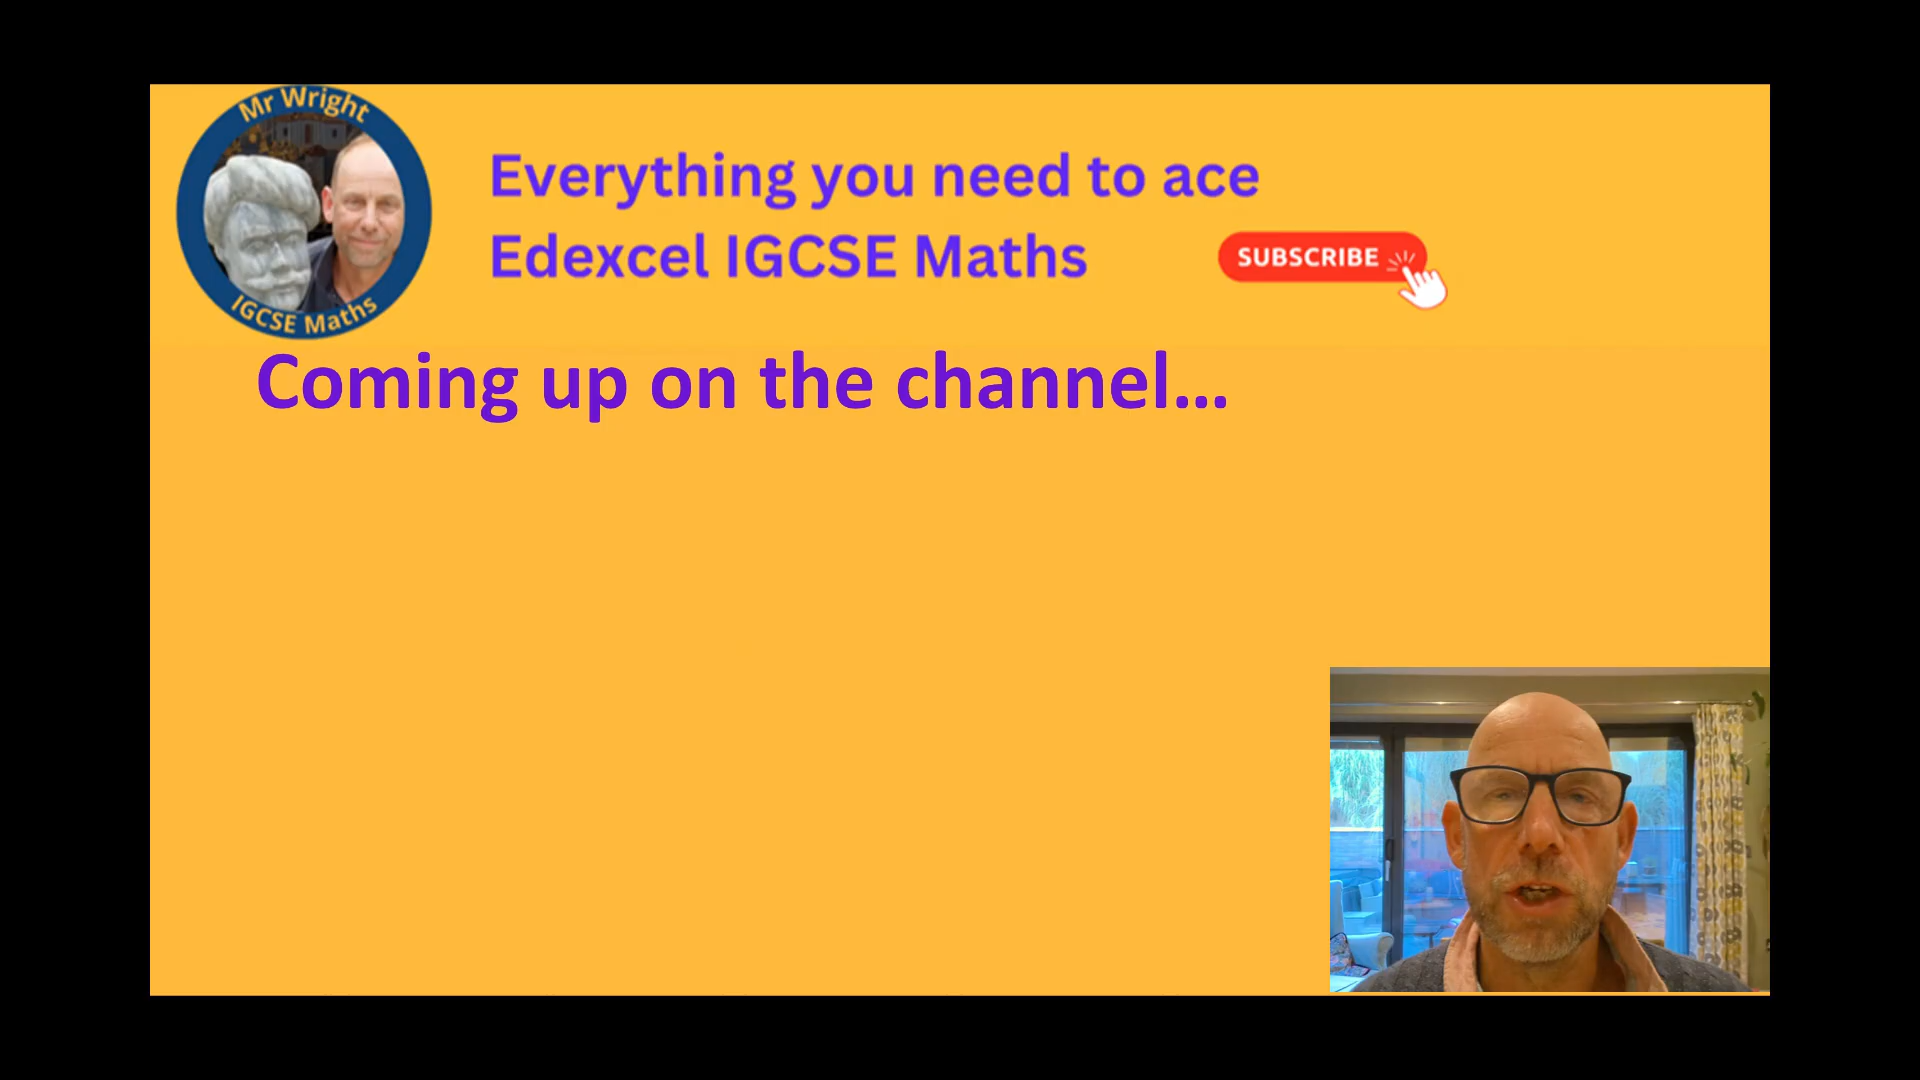 Mr Wright
IGCSE Maths
Everything you need to ace
Edexcel IGCSE Maths
SUBSCRIBE
Coming up on the channel...